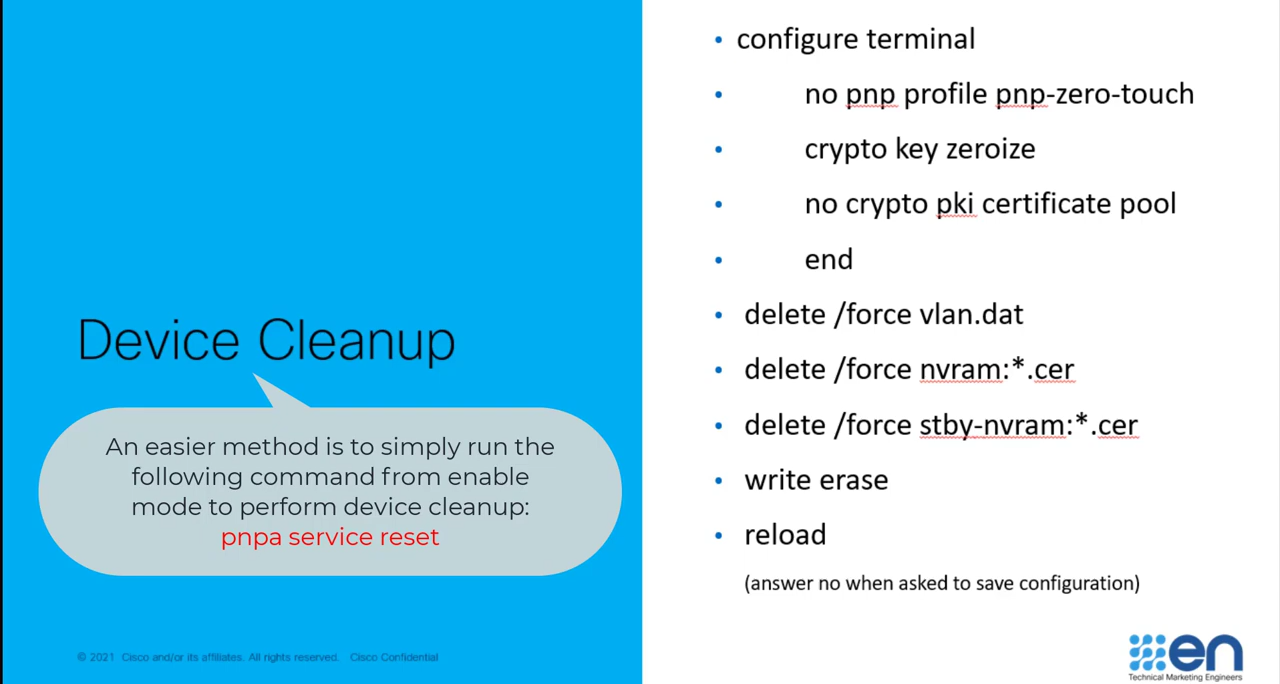 Device Cleanup
An easier method is to simply run the
following command from enable
mode to perform device cleanup:
pnpa service reset
© 2021 Cisco and/or its affiliates. All rights reserved. Cisco Confidential
• configure terminal
• no pnp profile pnp-zero-touch
• crypto key zeroize
• no crypto pki certificate pool
• end
• delete /force vlan.dat
• delete /force nvram:*.cer
• delete /force stby-nvram:*.cer
• write erase
• reload
(answer no when asked to save configuration)
en
Technical Marketing Engineers